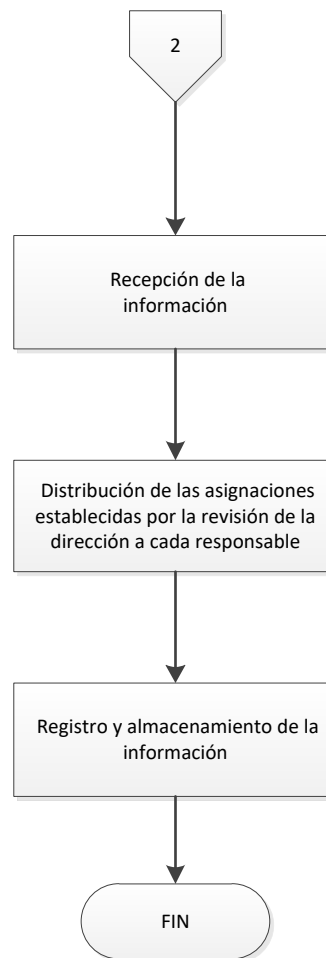 2
Recepción de la
información
Distribución de las asignaciones
establecidas por la revisión de la
dirección a cada responsable
Registro y almacenamiento de la
información
FIN